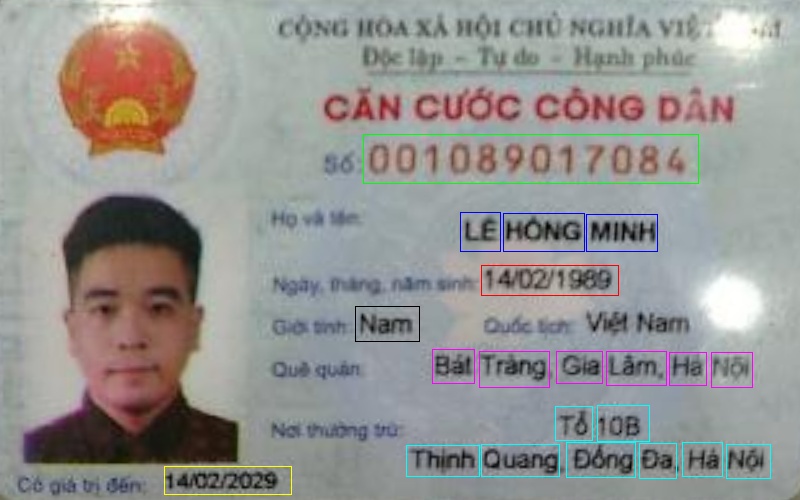 CỘNG HÒA XÃ HỘI CHỦ NGHĨA VIỆT
Độc lập - Tự do - Hạnh phúc
CĂN CƯỚC CÔNG DÂN
Số: 001089017084
Họ và tên: LÊ HỒNG MINH
Ngày, tháng, năm sinh: 14/02/1989
Giới tính: Nam Quốc tịch: Việt Nam
Quê quán: Bát Tràng, Gia Lâm, Hà Nội
Nơi thường trú: Tổ 10B
Thịnh Quang, Đống Đa, Hà Nội
Có giá trị đến: 14/02/2029